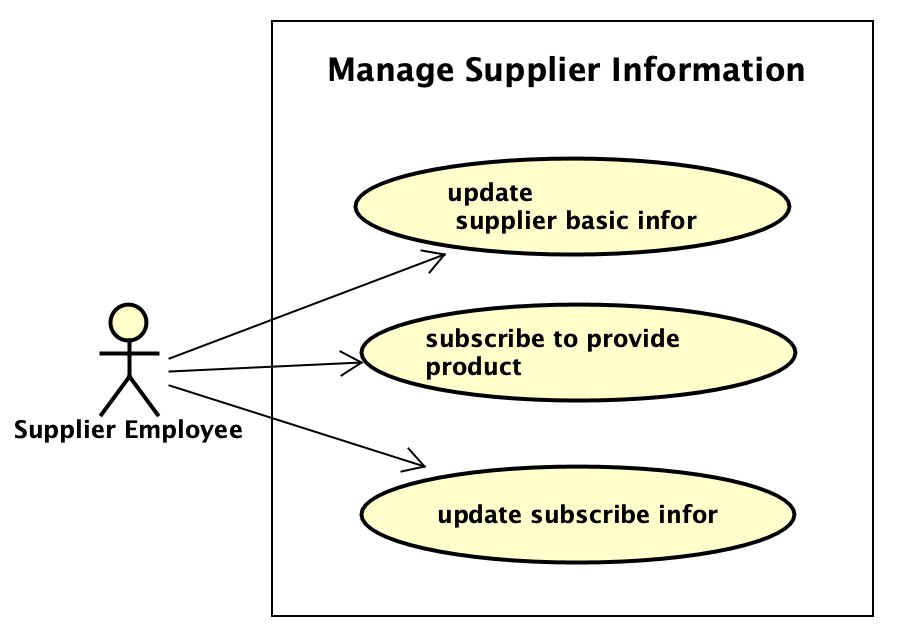 Manage Supplier Information
update
supplier basic infor
subscribe to provide
product
Supplier Employee
update subscribe infor